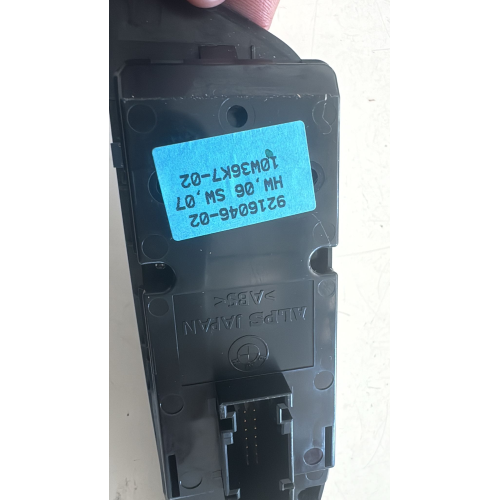 9216046-02
HW,06 SW,07
10W36K7-02
ALPS JAPAN
>ABS<